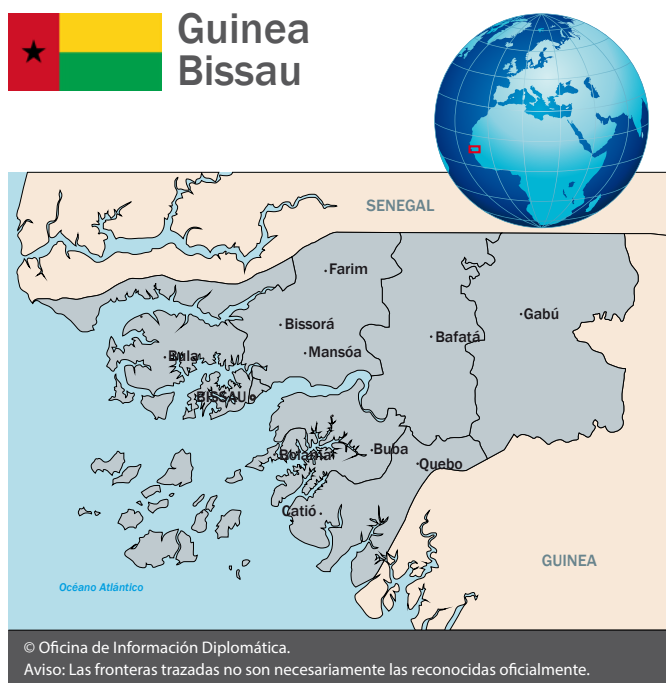 Guinea
Bissau
SENEGAL
Farim
Gabú
Bissorá
Bafatá
Mansóa
Bula
BISSAU
Buba
Bolama
Quebo
Catió
GUINEA
Océano Atlántico
© Oficina de Información Diplomática.
Aviso: Las fronteras trazadas no son necesariamente las reconocidas oficialmente.